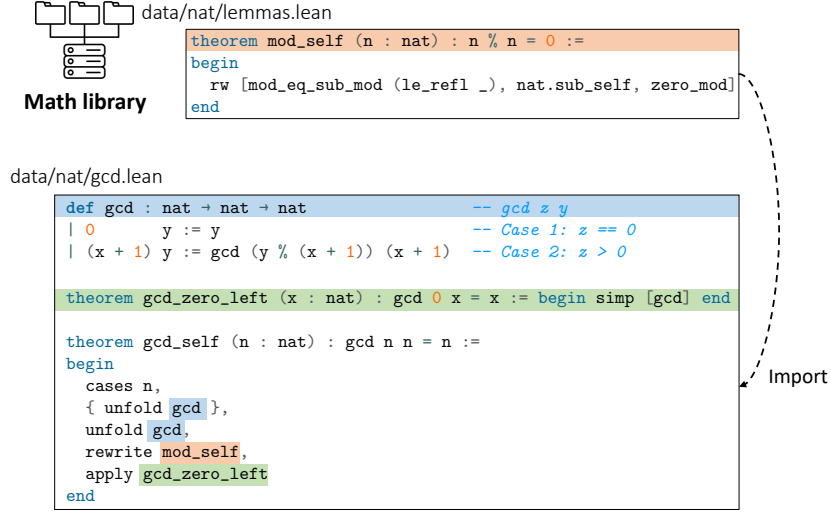 data/nat/lemmas.lean
theorem mod_self (n : nat) : n % n = 0 :=
begin
rw [mod_eq_sub_mod (le_refl _), nat.sub_self, zero_mod]
end
Math library
data/nat/gcd.lean
def gcd : nat → nat → nat -- gcd z y
| 0 y := y -- Case 1: z == 0
| (x + 1) y := gcd (y % (x + 1)) (x + 1) -- Case 2: z > 0
theorem gcd_zero_left (x : nat) : gcd 0 x = x := begin simp [gcd] end
theorem gcd_self (n : nat) : gcd n n = n :=
begin
cases n,
{ unfold gcd },
unfold gcd,
rewrite mod_self,
apply gcd_zero_left
end
Import